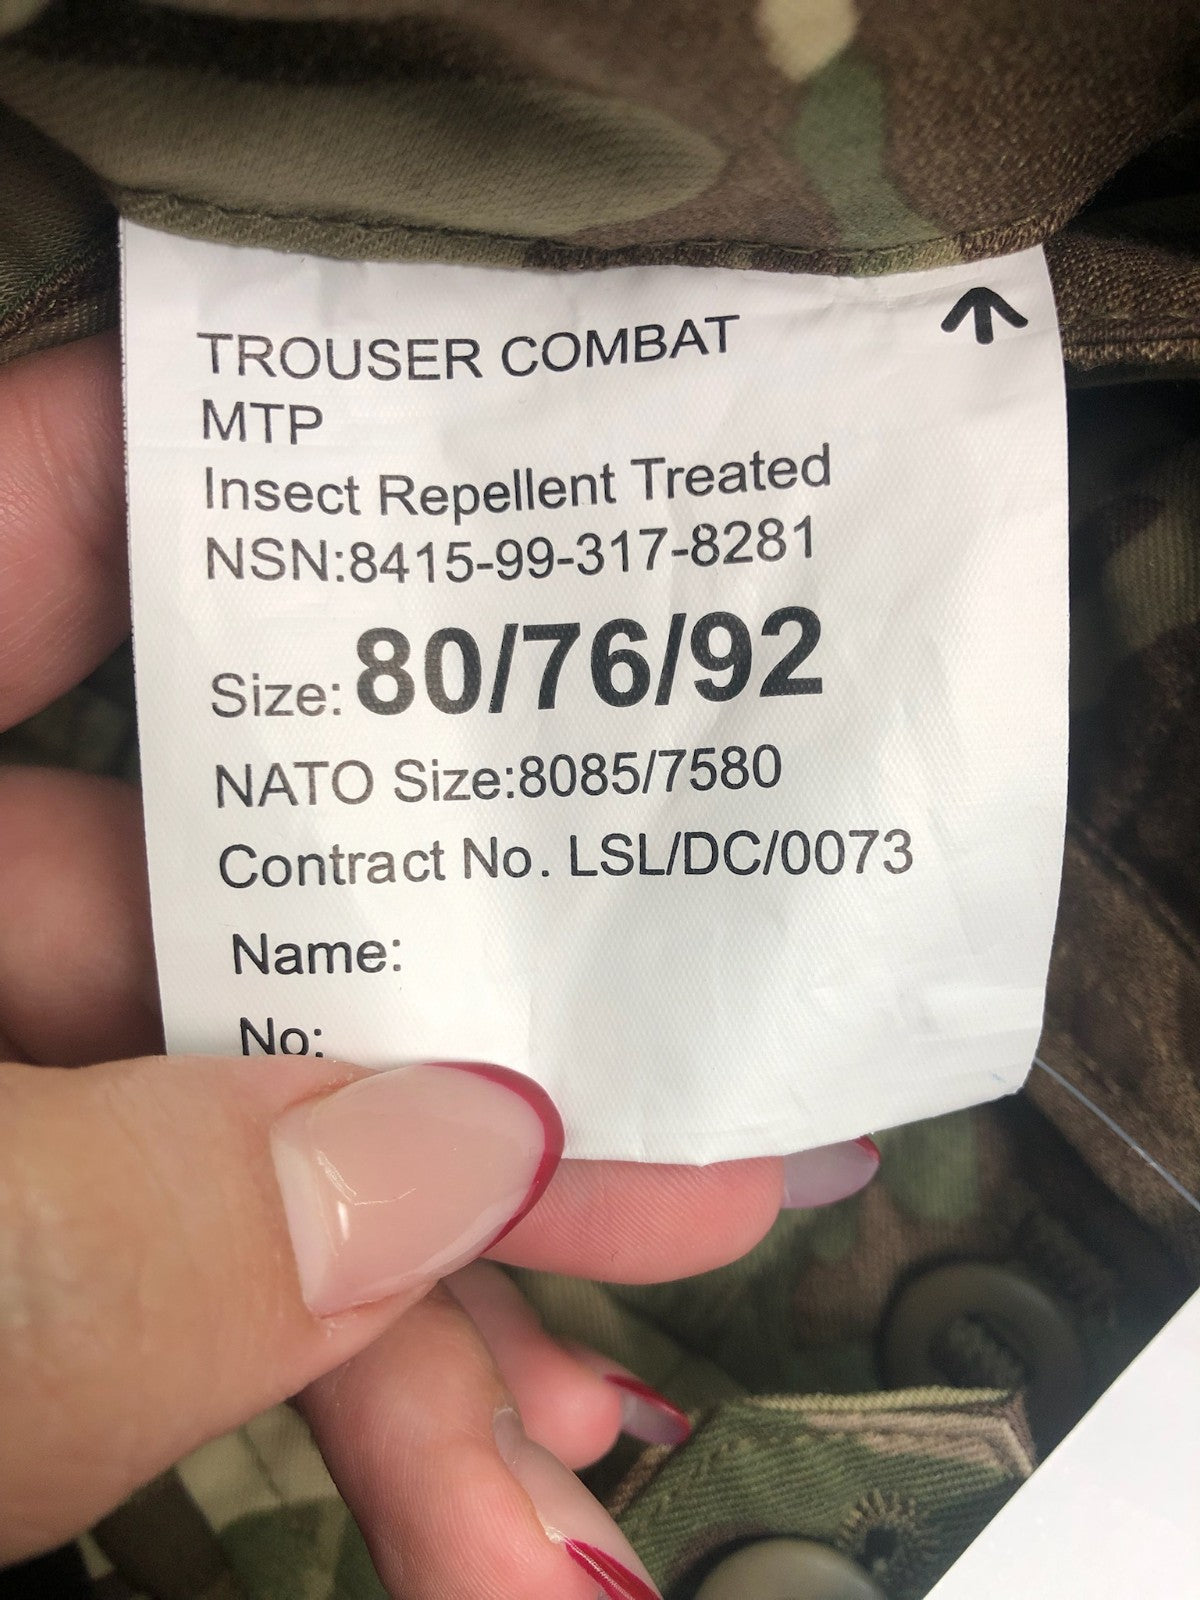 TROUSER COMBAT
MTP
Insect Repellent Treated
NSN:8415-99-317-8281
Size: 80/76/92
NATO Size:8085/7580
Contract No. LSL/DC/0073
Name:
No: